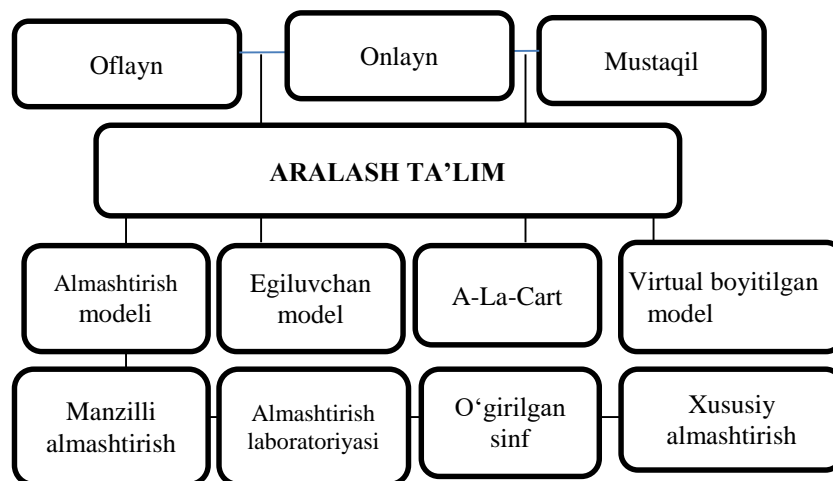 Oflayn
Onlayn
Mustaqil
ARALASH TA’LIM
Almashtirish
modeli
Egiluvchan
model
A-La-Cart
Virtual boyitilgan
model
Manzilli
almashtirish
Almashtirish
laboratoriyasi
O‘girilgan
sinf
Xususiy
almashtirish